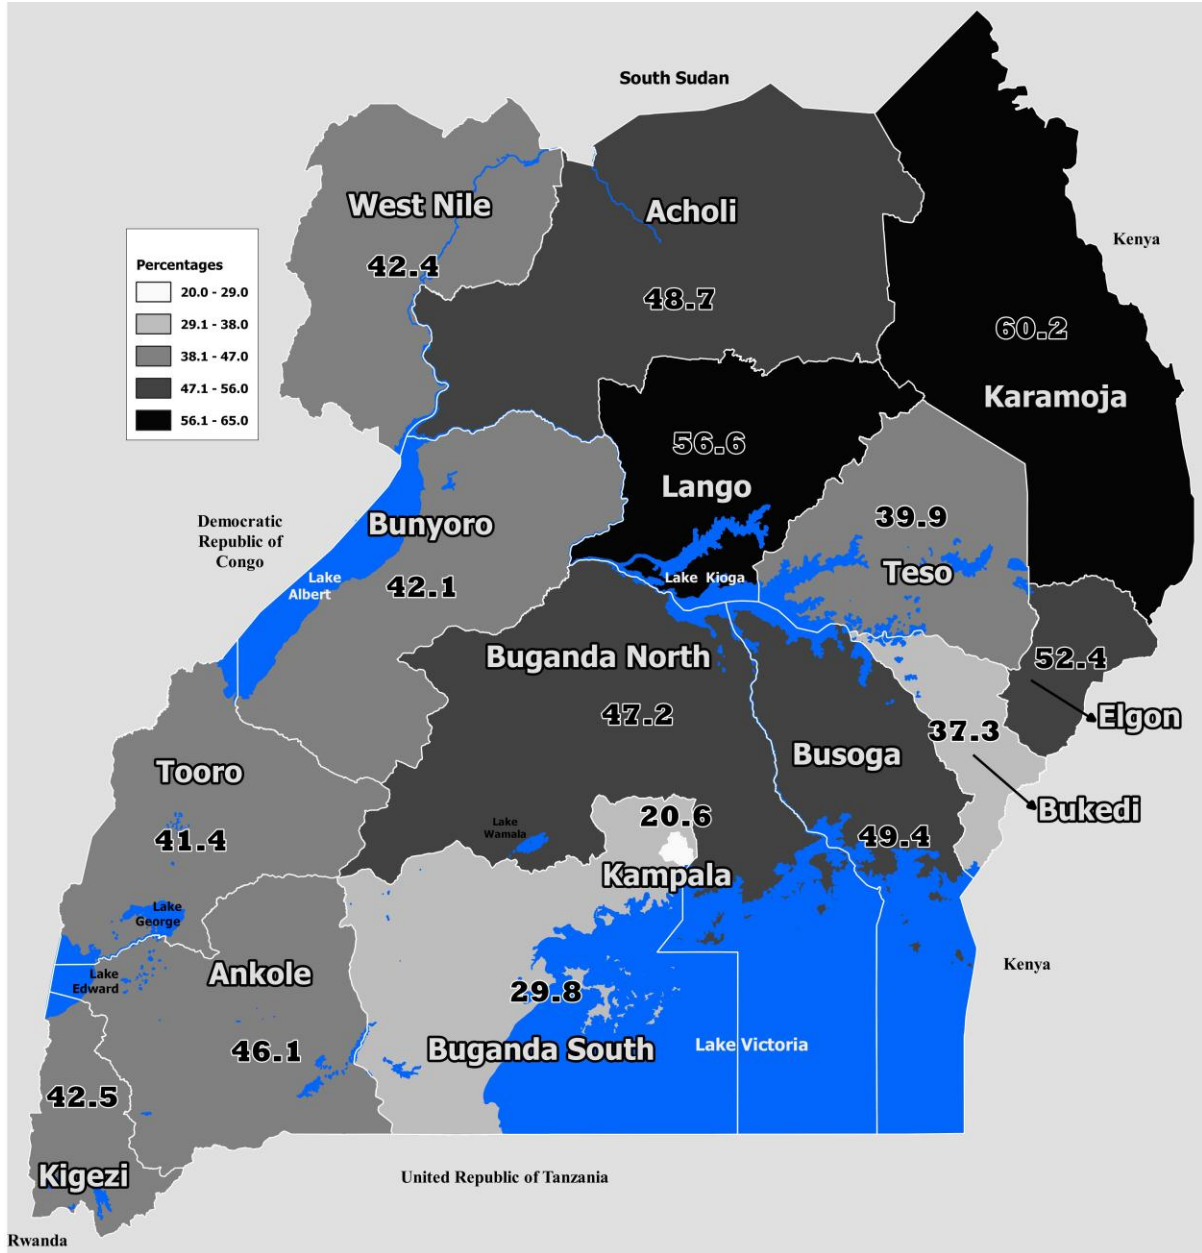 South Sudan
West Nile
Acholi
Kenya
42.4
48.7
Percentages
20.0 - 29.0
29.1 - 38.0
38.1 - 47.0
47.1 - 56.0
56.1 - 65.0
60.2
Karamoja
56.6
Lango
Democratic
Republic of
Congo
Bunyoro
39.9
Teso
Lake
Albert
42.1
Lake Kioga
Buganda North
47.2
52.4
Elgon
37.3
Bukedi
Busoga
49.4
Tooro
41.4
Lake
Wamala
20.6
Kampala
Lake
George
Lake
Edward
Ankole
46.1
29.8
Buganda South
Lake Victoria
Kenya
42.5
Kigezi
United Republic of Tanzania
Rwanda